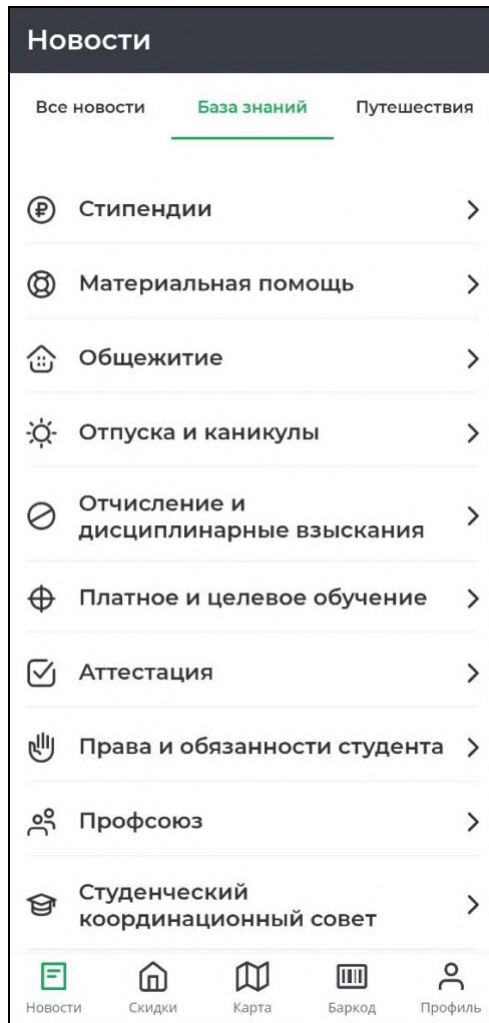 Новости
Все новости База знаний Путешествия
Стипендии
Материальная помощь
Общежитие
Отпуска и каникулы
Отчисление и
дисциплинарные взыскания
Платное и целевое обучение
Аттестация
Права и обязанности студента
Профсоюз
Студенческий
координационный совет
Новости Скидки Карта Баркод Профиль